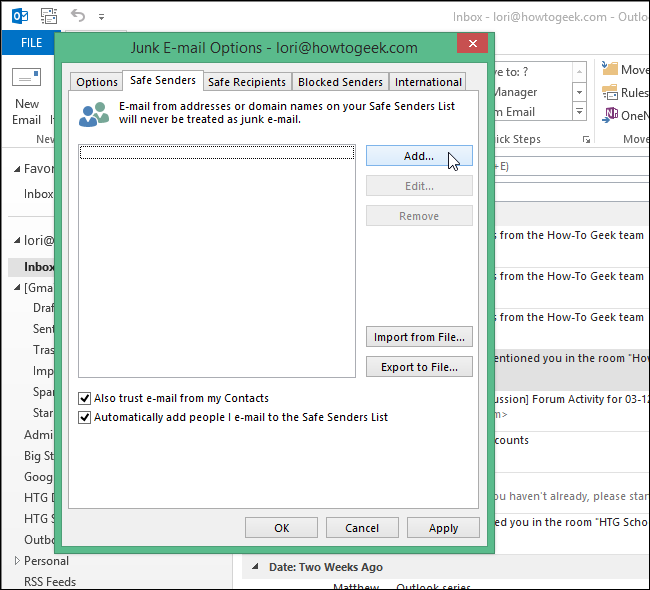 Inbox - lori@howtogeek.com - Outloo
FILE
Junk E-mail Options - lori@howtogeek.com
Options
Safe Senders
Safe Recipients
Blocked Senders
International
E-mail from addresses or domain names on your Safe Senders List
will never be treated as junk e-mail.
Add...
Edit...
Remove
Import from File...
Export to File...
Also trust e-mail from my Contacts
Automatically add people I e-mail to the Safe Senders List
OK
Cancel
Apply
New
Email
New
ve to: ?
Manager
m Email
ick Steps
Move
Rules
OneN
Move
+E)
Favor
Inbox
lori@
Inbox
[Gma
Draf
Sent
Tras
Imp
Spar
Star
Admi
Big St
Goog
HTG D
HTG S
Outlo
Personal
RSS Feeds
s from the How-To Geek team
s from the How-To Geek team
s from the How-To Geek team
entioned you in the room "How
ussion] Forum Activity for 03-12
m>
counts
ou haven't already, please star
ed you in the room "HTG Scho
Date: Two Weeks Ago
Matthew
Outlook series